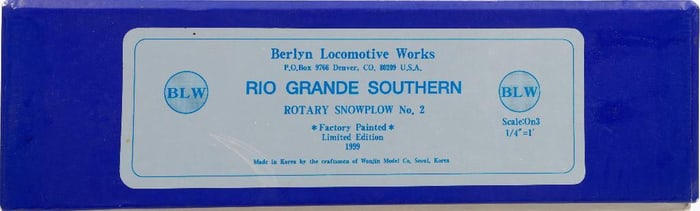 Berlyn Locomotive Works
P.O.Box 9766 Denver, CO. 80209 U.S.A.
BLW
RIO GRANDE SOUTHERN
BLW
ROTARY SNOWPLOW No. 2
Scale:On3
1/4"=1'
*Factory Painted*
Limited Edition
1999
Made in Korea by the craftsmen of Wonjin Model Co, Seoul, Korea